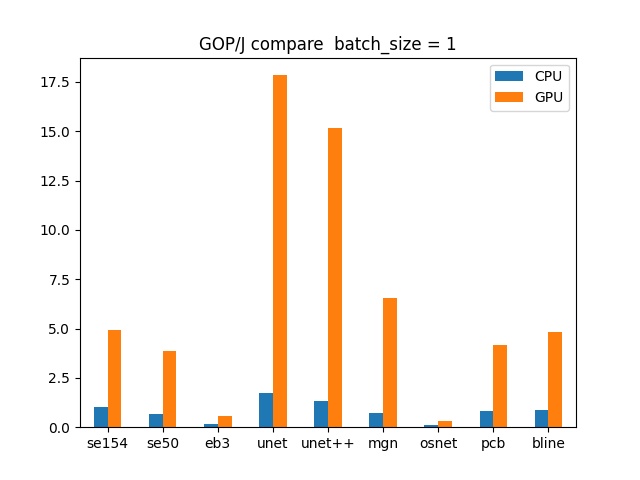 GOP/J compare  batch_size = 1
CPU
GPU
17.5
15.0
12.5
10.0
7.5
5.0
2.5
0.0
se154 se50 eb3 unet unet++ mgn osnet pcb bline